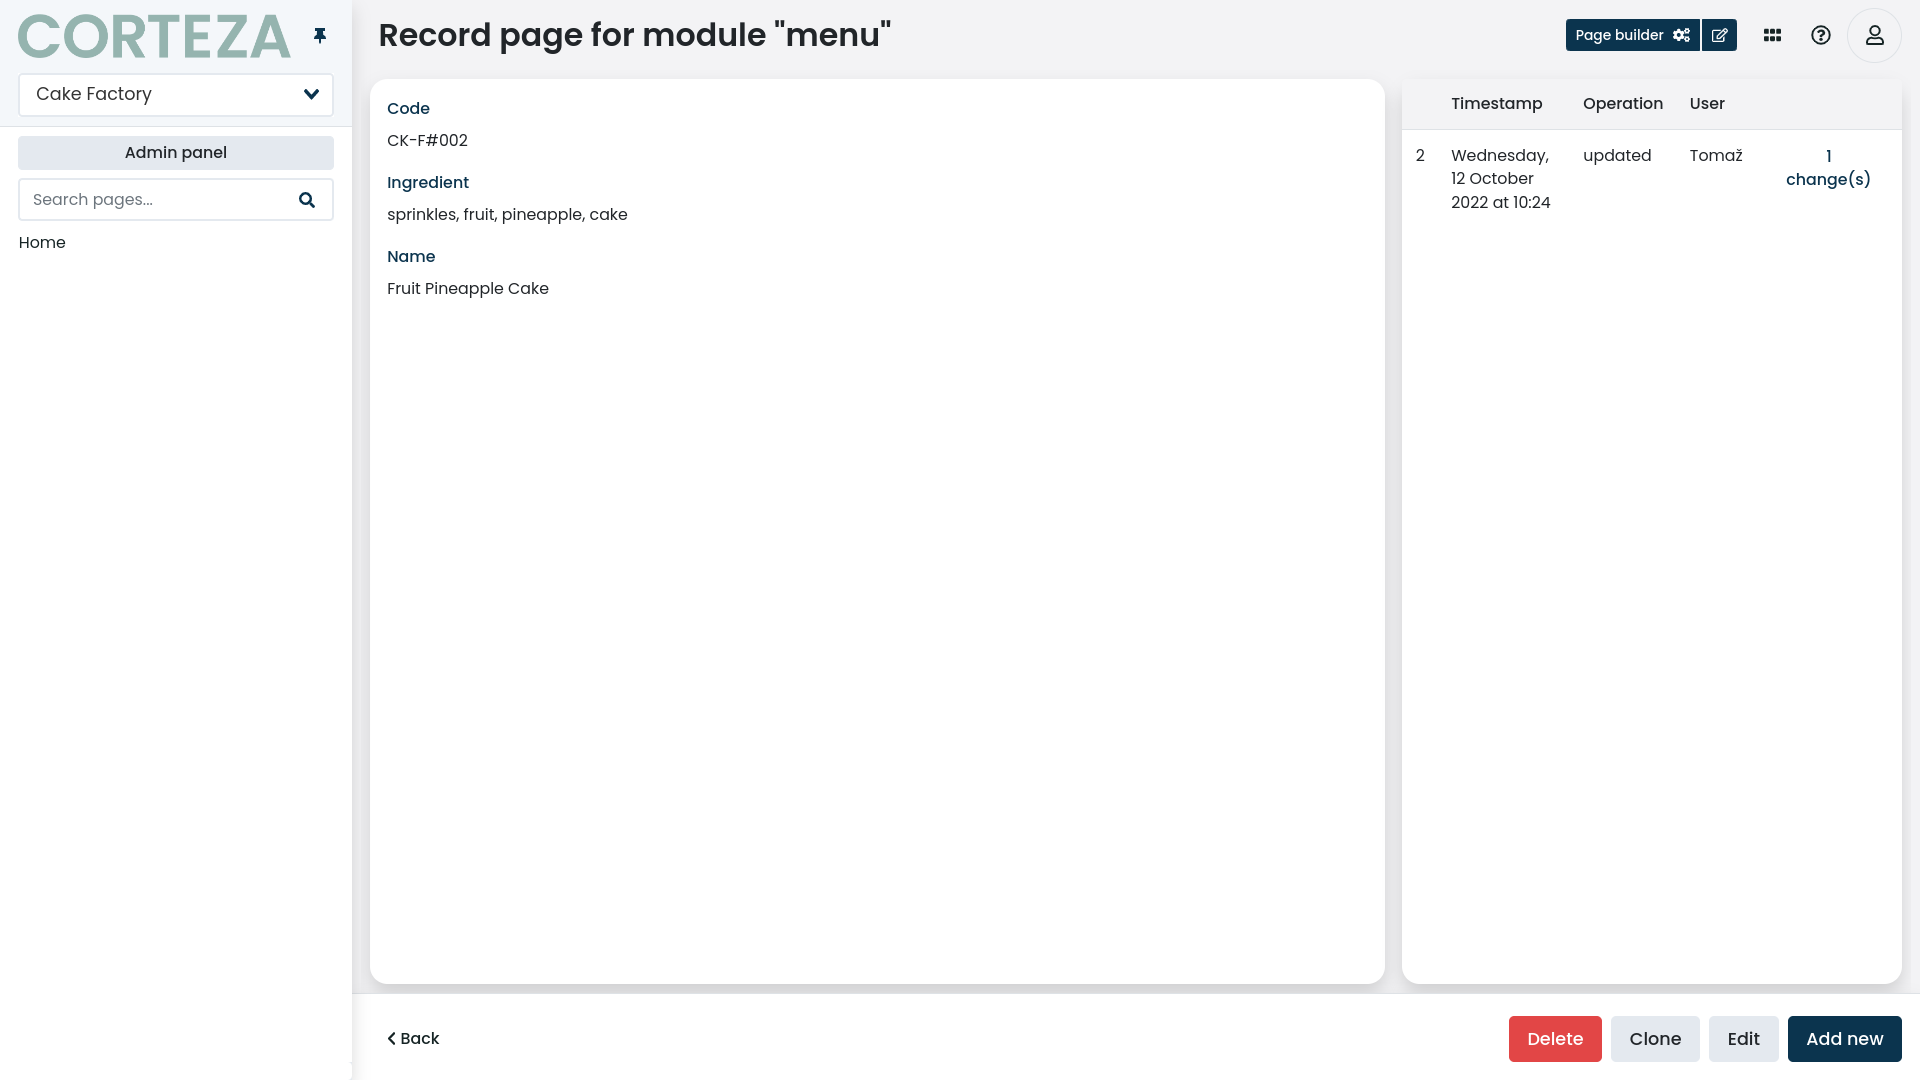 CORTEZA
Cake Factory
Admin panel
Search pages...
Home
Record page for module "menu"
Page builder
Code
CK-F#002
Ingredient
sprinkles, fruit, pineapple, cake
Name
Fruit Pineapple Cake
Timestamp Operation User
2 Wednesday, updated Tomaž 1
12 October change(s)
2022 at 10:24
Back
Delete Clone Edit Add new